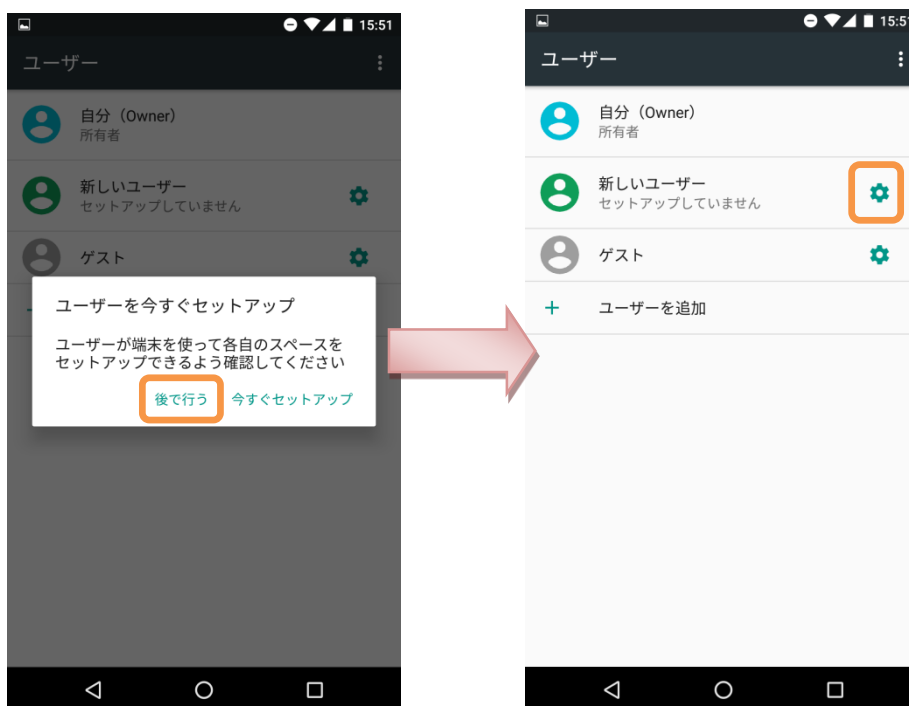 15:51
ユーザー
自分（Owner）
所有者
新しいユーザー
セットアップしていません
ゲスト
ユーザーを今すぐセットアップ
ユーザーが端末を使って各自のスペースを
セットアップできるよう確認してください
後で行う 今すぐセットアップ
15:51
ユーザー
自分（Owner）
所有者
新しいユーザー
セットアップしていません
ゲスト
+ ユーザーを追加